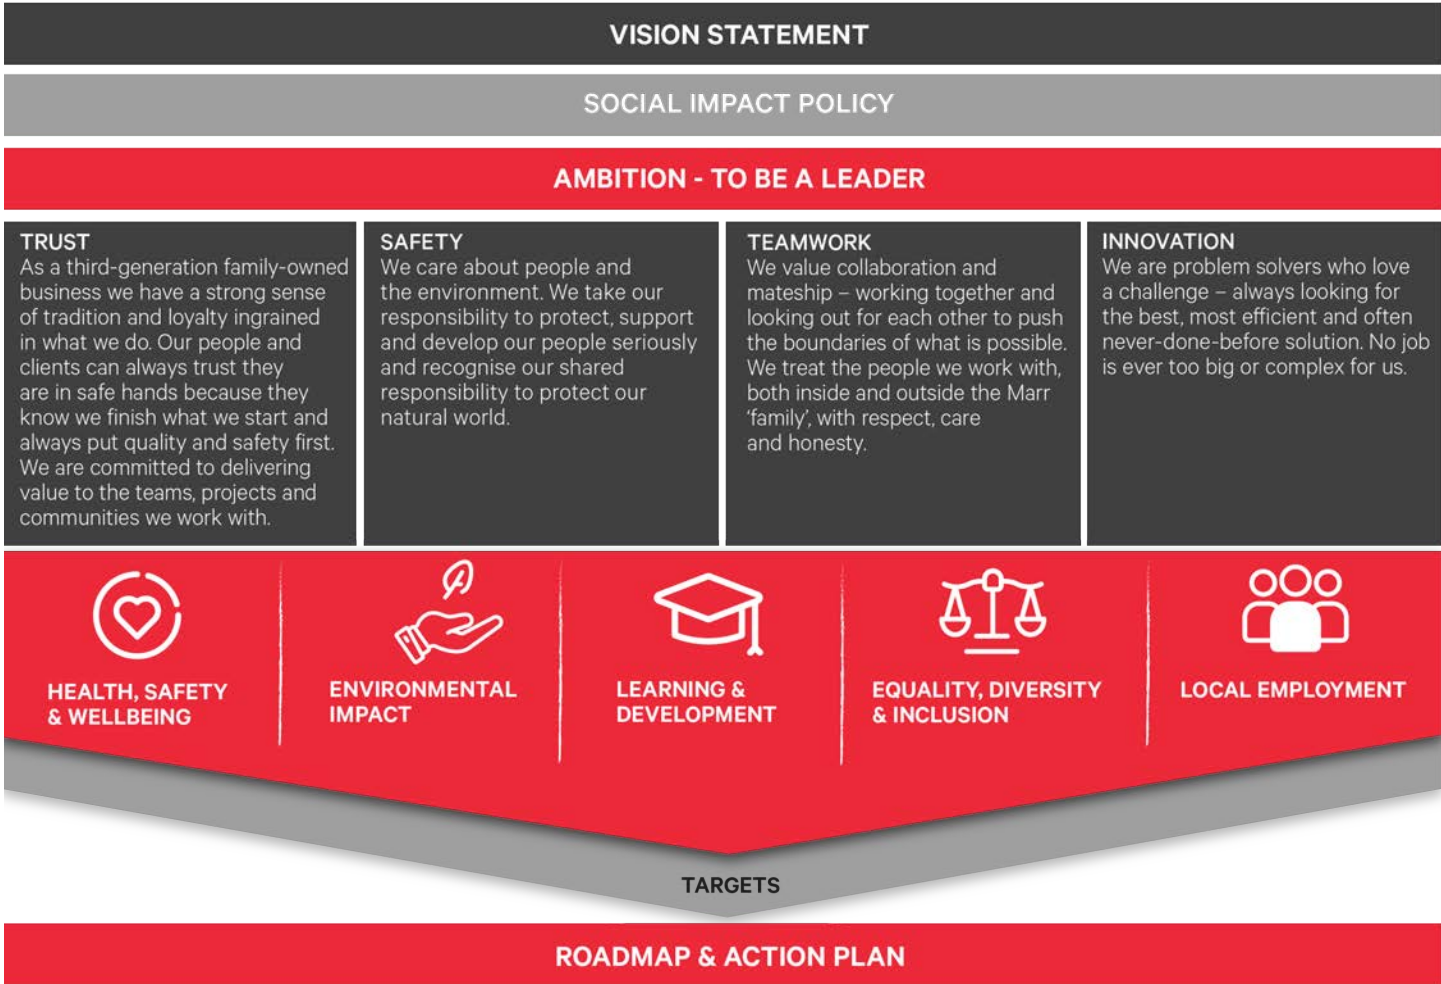 VISION STATEMENT
SOCIAL IMPACT POLICY
AMBITION - TO BE A LEADER
TRUST
As a third-generation family-owned
business we have a strong sense
of tradition and loyalty ingrained
in what we do. Our people and
clients can always trust they
are in safe hands because they
know we finish what we start and
always put quality and safety first.
We are committed to delivering
value to the teams, projects and
communities we work with.
SAFETY
We care about people and
the environment. We take our
responsibility to protect, support
and develop our people seriously
and recognise our shared
responsibility to protect our
natural world.
TEAMWORK
We value collaboration and
mateship – working together and
looking out for each other to push
the boundaries of what is possible.
We treat the people we work with,
both inside and outside the Marr
‘family’, with respect, care
and honesty.
INNOVATION
We are problem solvers who love
a challenge – always looking for
the best, most efficient and often
never-done-before solution. No job
is ever too big or complex for us.
HEALTH, SAFETY
& WELLBEING
ENVIRONMENTAL
IMPACT
LEARNING &
DEVELOPMENT
EQUALITY, DIVERSITY
& INCLUSION
LOCAL EMPLOYMENT
TARGETS
ROADMAP & ACTION PLAN